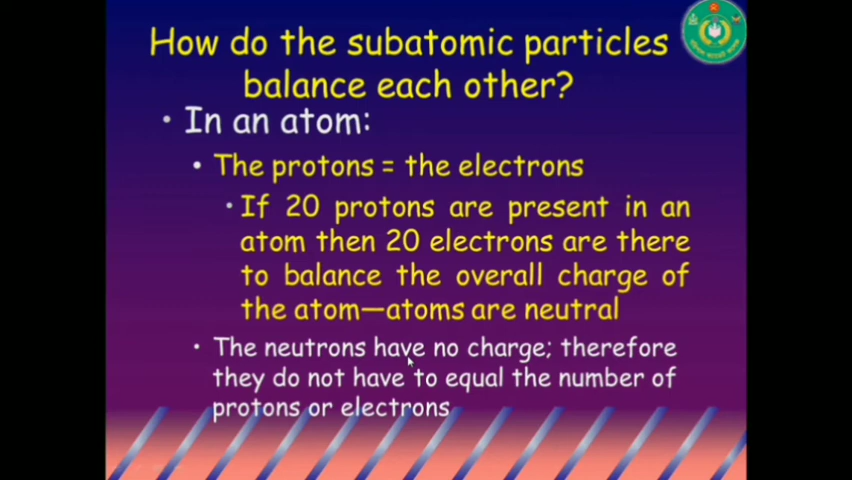 How do the subatomic particles
balance each other?
• In an atom:
• The protons = the electrons
• If 20 protons are present in an
atom then 20 electrons are there
to balance the overall charge of
the atom—atoms are neutral
• The neutrons have no charge; therefore
they do not have to equal the number of
protons or electrons